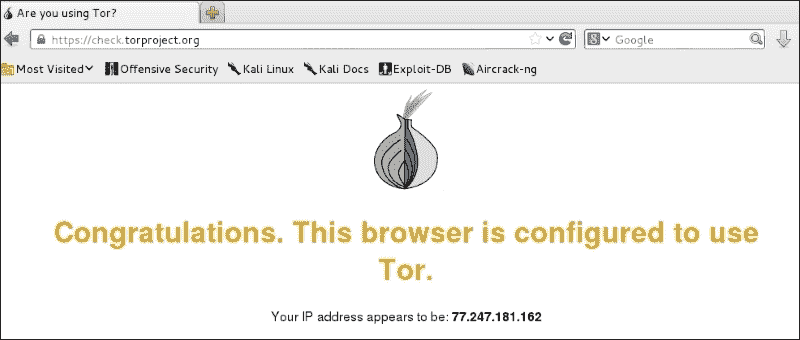 Are you using Tor?
https://check.torproject.org
Google
Most Visited
Offensive Security
Kali Linux
Kali Docs
Exploit-DB
Aircrack-ng
Congratulations. This browser is configured to use
Tor.
Your IP address appears to be: 77.247.181.162